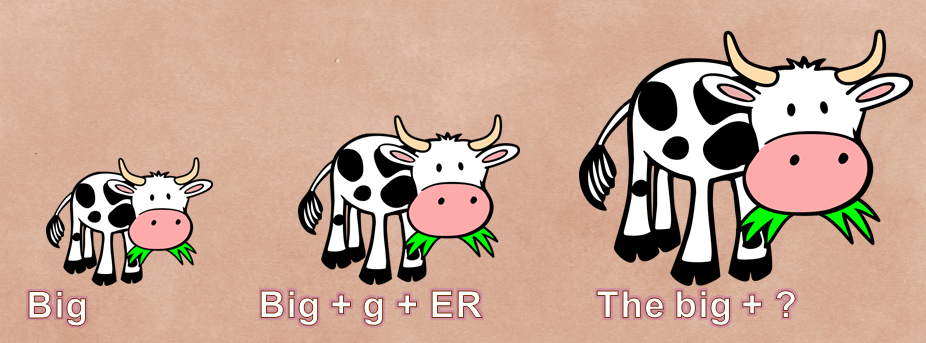 Big
Big + g + ER
The big + ?